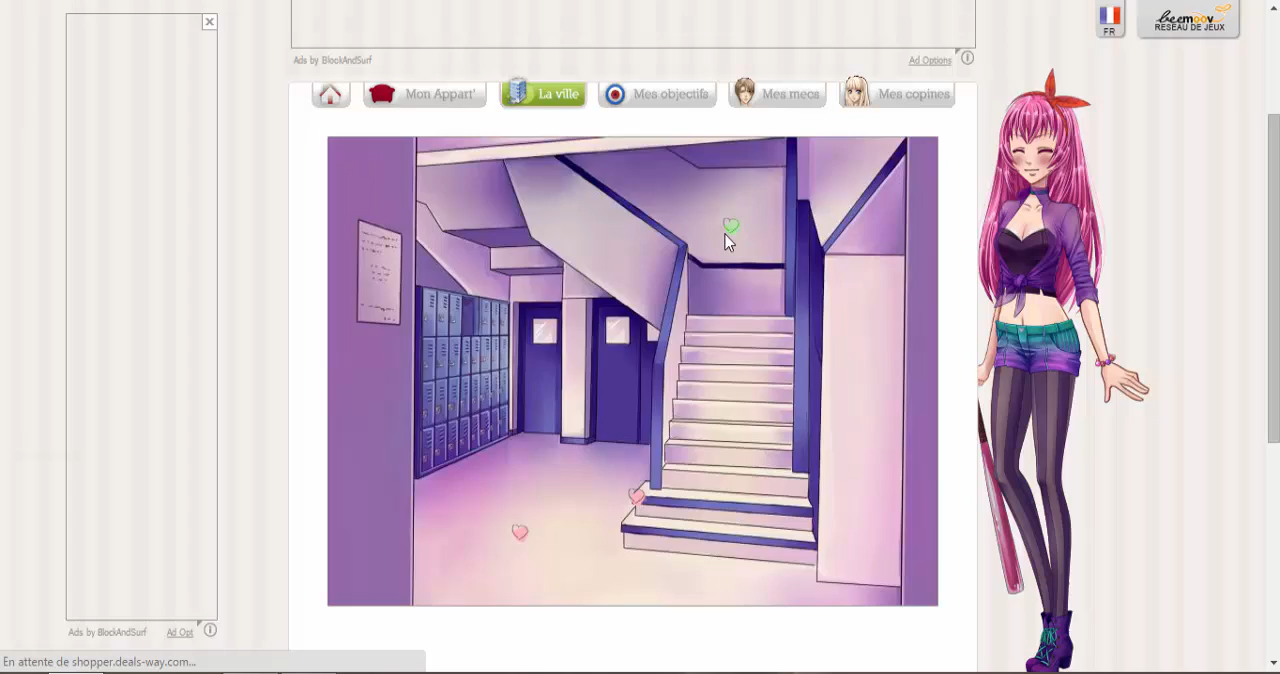 FR
beemoov
RESEAU DE JEUX
Ads by BlockAndSurf
Ad Options
Mon Appart'
La ville
Mes objectifs
Mes mecs
Mes copines
Ads by BlockAndSurf
Ad Opt
En attente de shopper.deals-way.com...